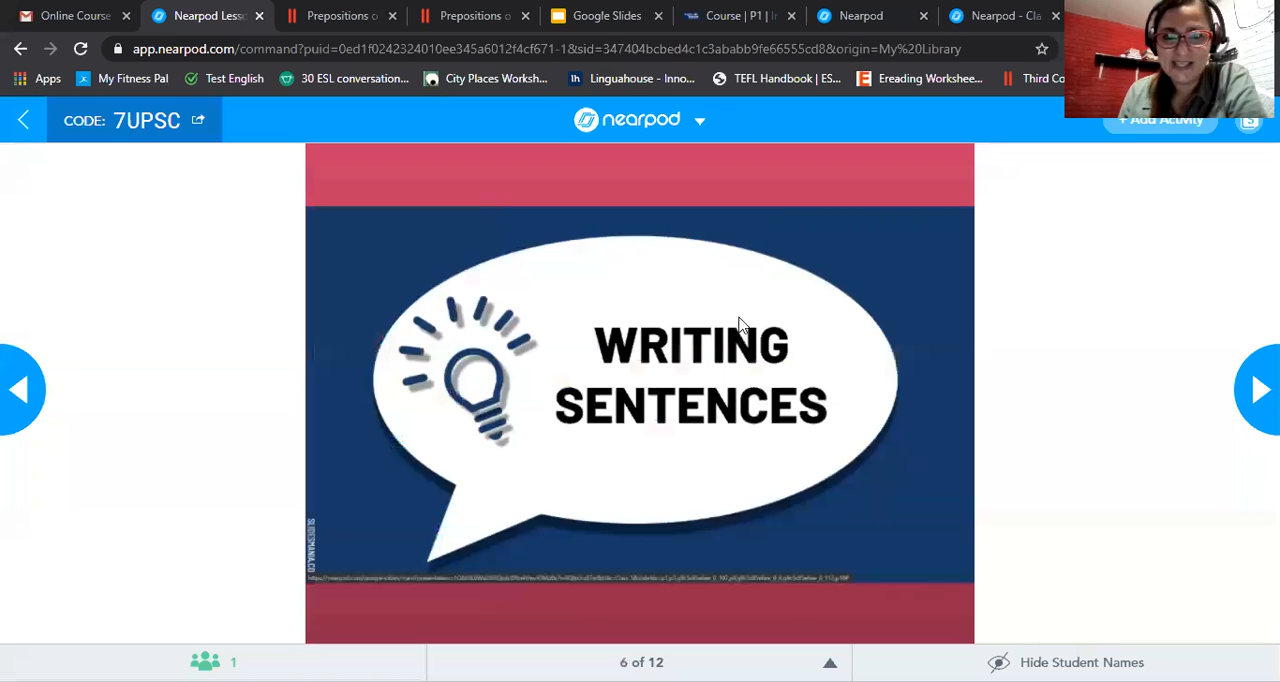 Online Course
Nearpod Less
Prepositions o
Prepositions o
Google Slides
Course | P1 | I
Nearpod
Nearpod - Cla
app.nearpod.com/command?puid=0ed1f0242324010ee345a6012f4cf671-1&sid=347404bcbed4c1c3ababb9fe66555cd8&origin=My%20Library
Apps
My Fitness Pal
Test English
30 ESL conversation...
City Places Worksh...
Linguahouse - Inno...
TEFL Handbook | ES...
Ereading Workshee...
Third Co
CODE: 7UPSC
nearpod
+ Add Activity
WRITING
SENTENCES
SLIDESMANIA.CO
1
6 of 12
Hide Student Names